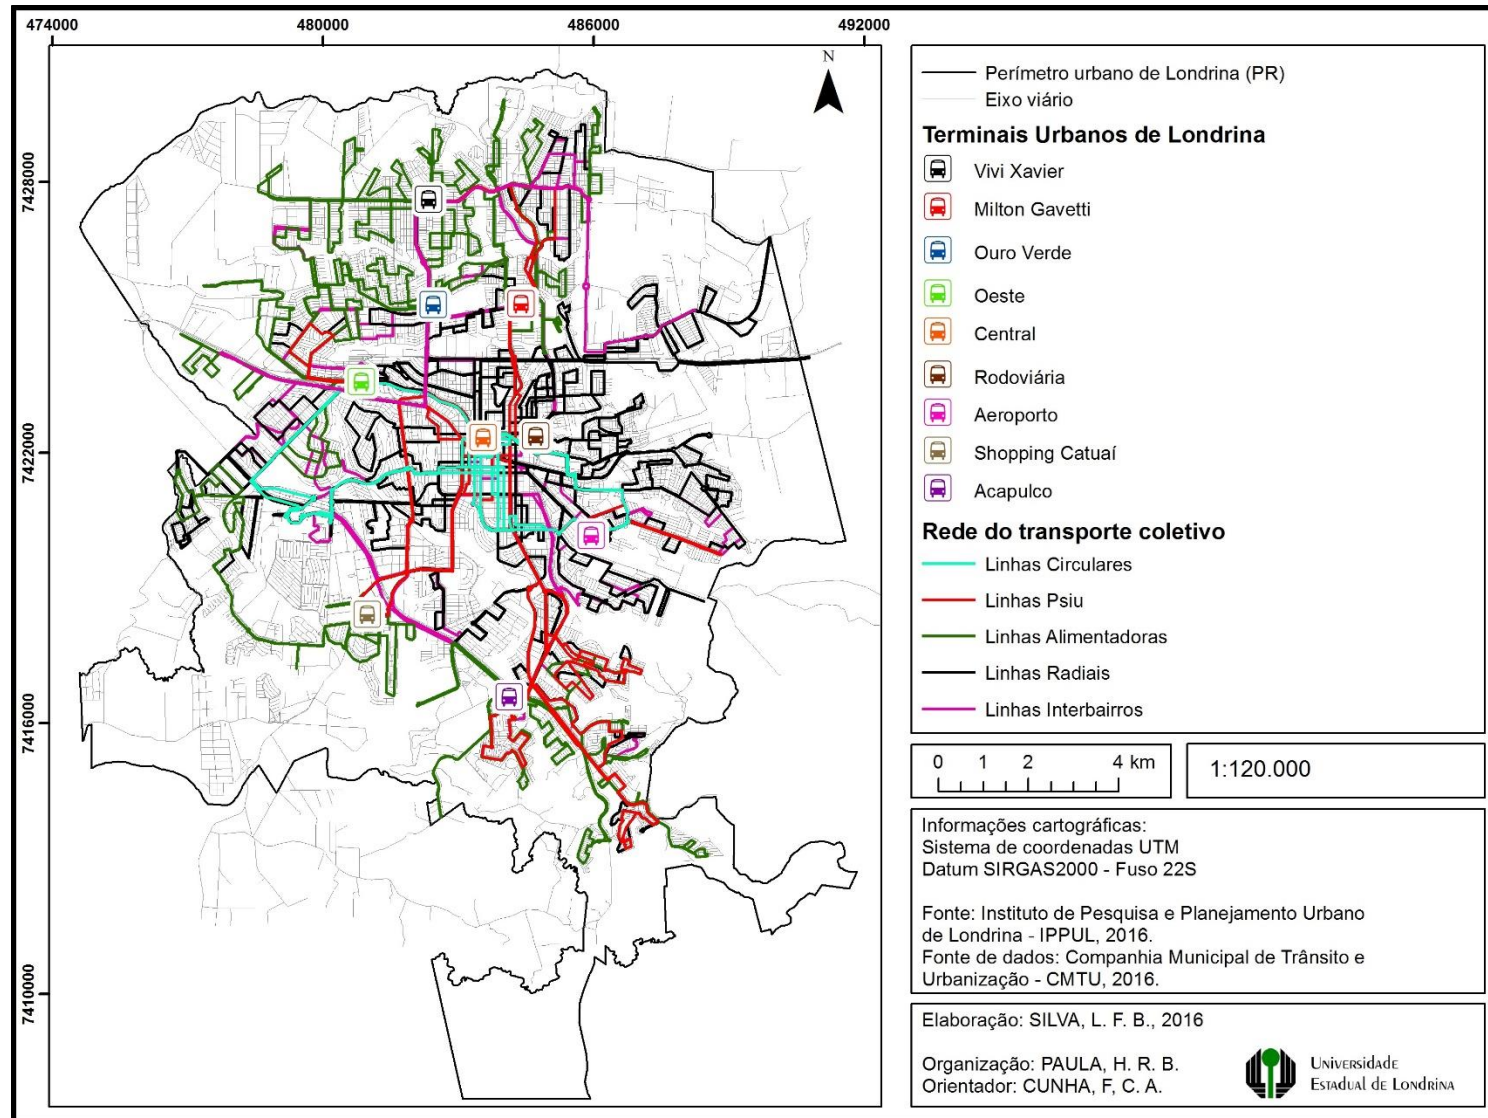 474000
480000
486000
492000
7428000
7422000
7416000
7410000
N
Perímetro urbano de Londrina (PR)
Eixo viário
Terminais Urbanos de Londrina
Vivi Xavier
Milton Gavetti
Ouro Verde
Oeste
Central
Rodoviária
Aeroporto
Shopping Catuaí
Acapulco
Rede do transporte coletivo
Linhas Circulares
Linhas Psiu
Linhas Alimentadoras
Linhas Radiais
Linhas Interbairros
0 1 2 4 km
1:120.000
Informações cartográficas:
Sistema de coordenadas UTM
Datum SIRGAS2000 - Fuso 22S
Fonte: Instituto de Pesquisa e Planejamento Urbano
de Londrina - IPPUL, 2016.
Fonte de dados: Companhia Municipal de Trânsito e
Urbanização - CMTU, 2016.
Elaboração: SILVA, L. F. B., 2016
Organização: PAULA, H. R. B.
Orientador: CUNHA, F, C. A.
Universidade
Estadual de Londrina